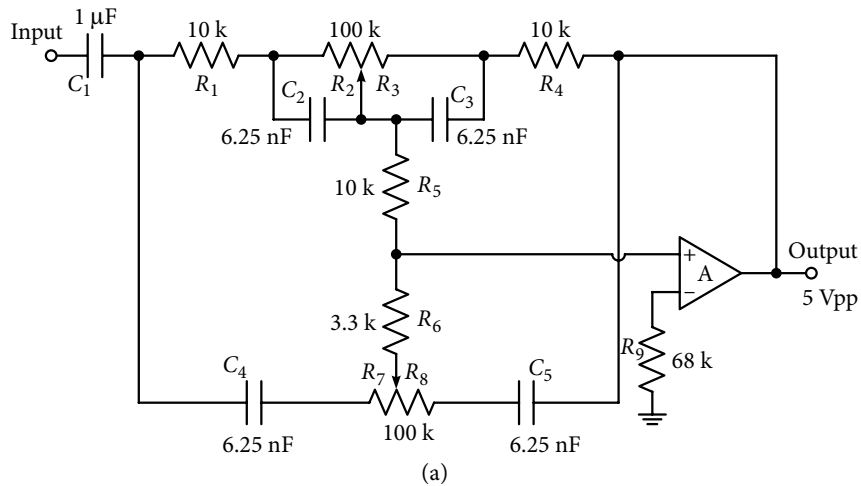 Input
1 μF
C1
10 k
R1
100 k
R2
R3
10 k
R4
C2
6.25 nF
C3
6.25 nF
10 k
R5
+
A
−
Output
5 Vpp
3.3 k
R6
R9
68 k
C4
6.25 nF
R7
R8
100 k
C5
6.25 nF
(a)